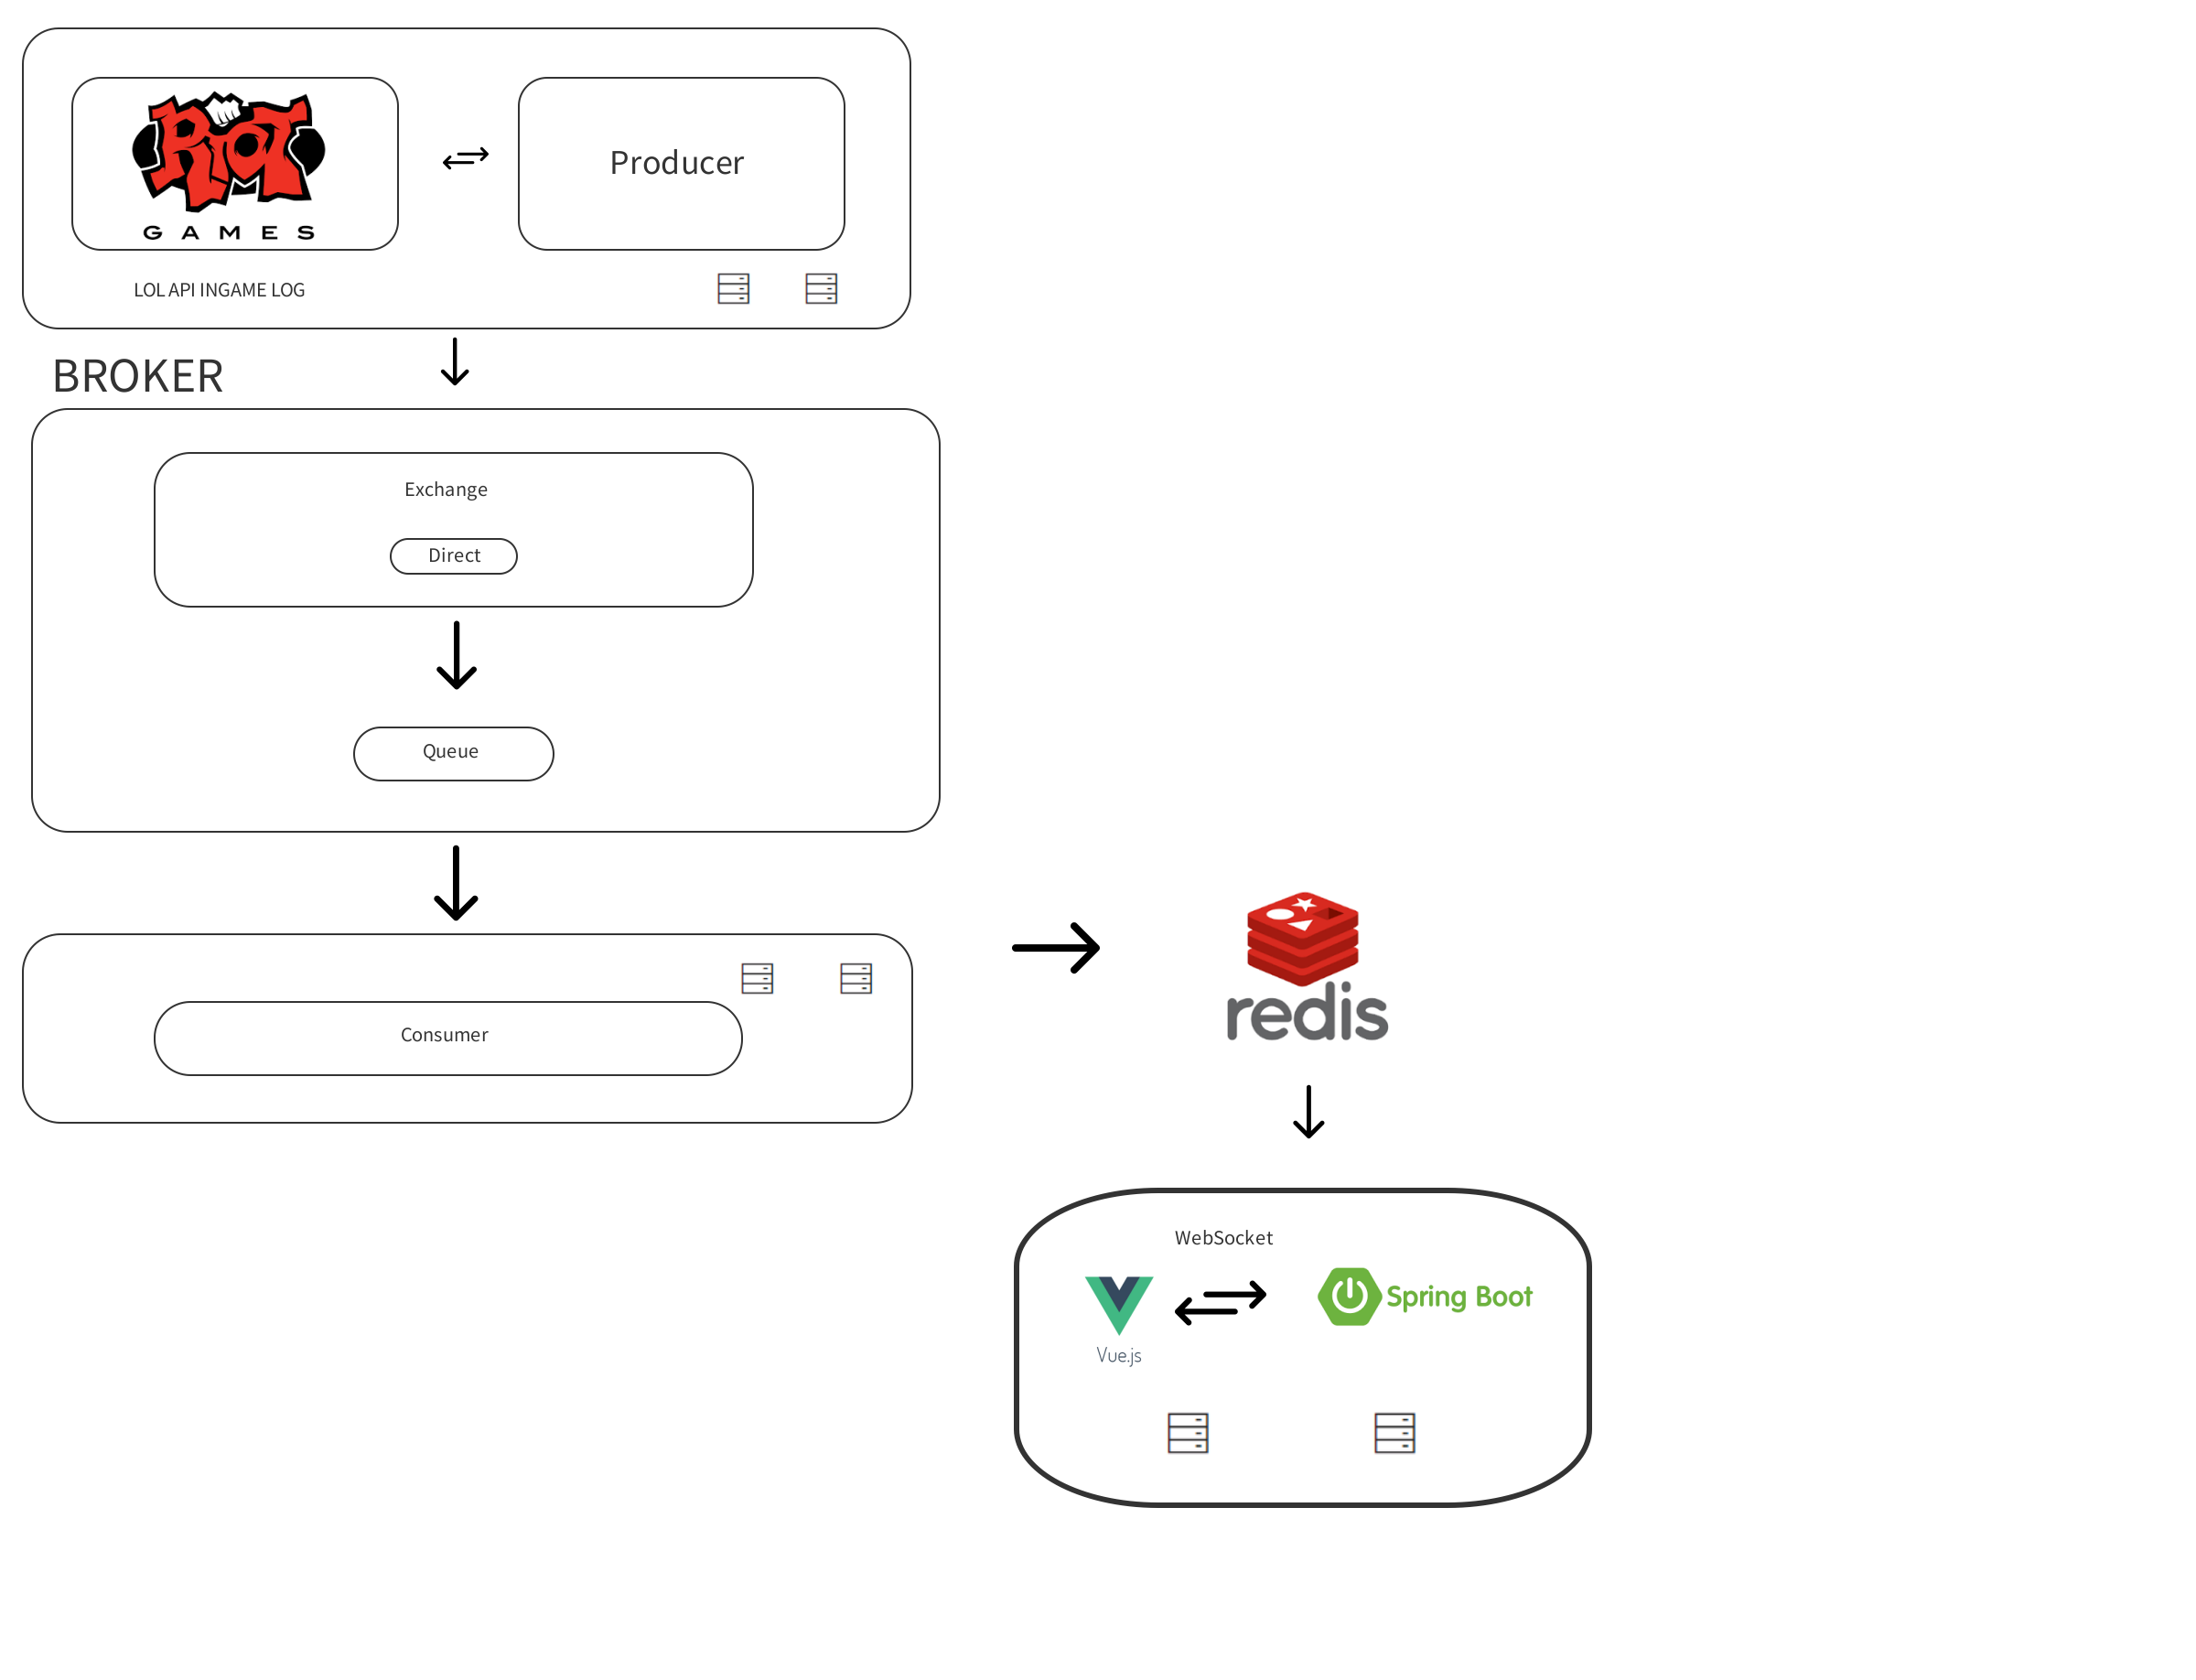 RIOT
GAMES
Producer
LOL API INGAME LOG
BROKER
Exchange
Direct
Queue
Consumer
redis
WebSocket
Spring Boot
Vue.js